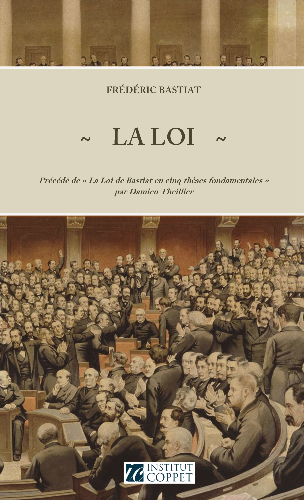 FRÉDÉRIC BASTIAT
~ LA LOI ~
Précédé de « La Loi de Bastiat en cinq thèses fondamentales »
par Damien Theillier
INSTITUT
COPPET